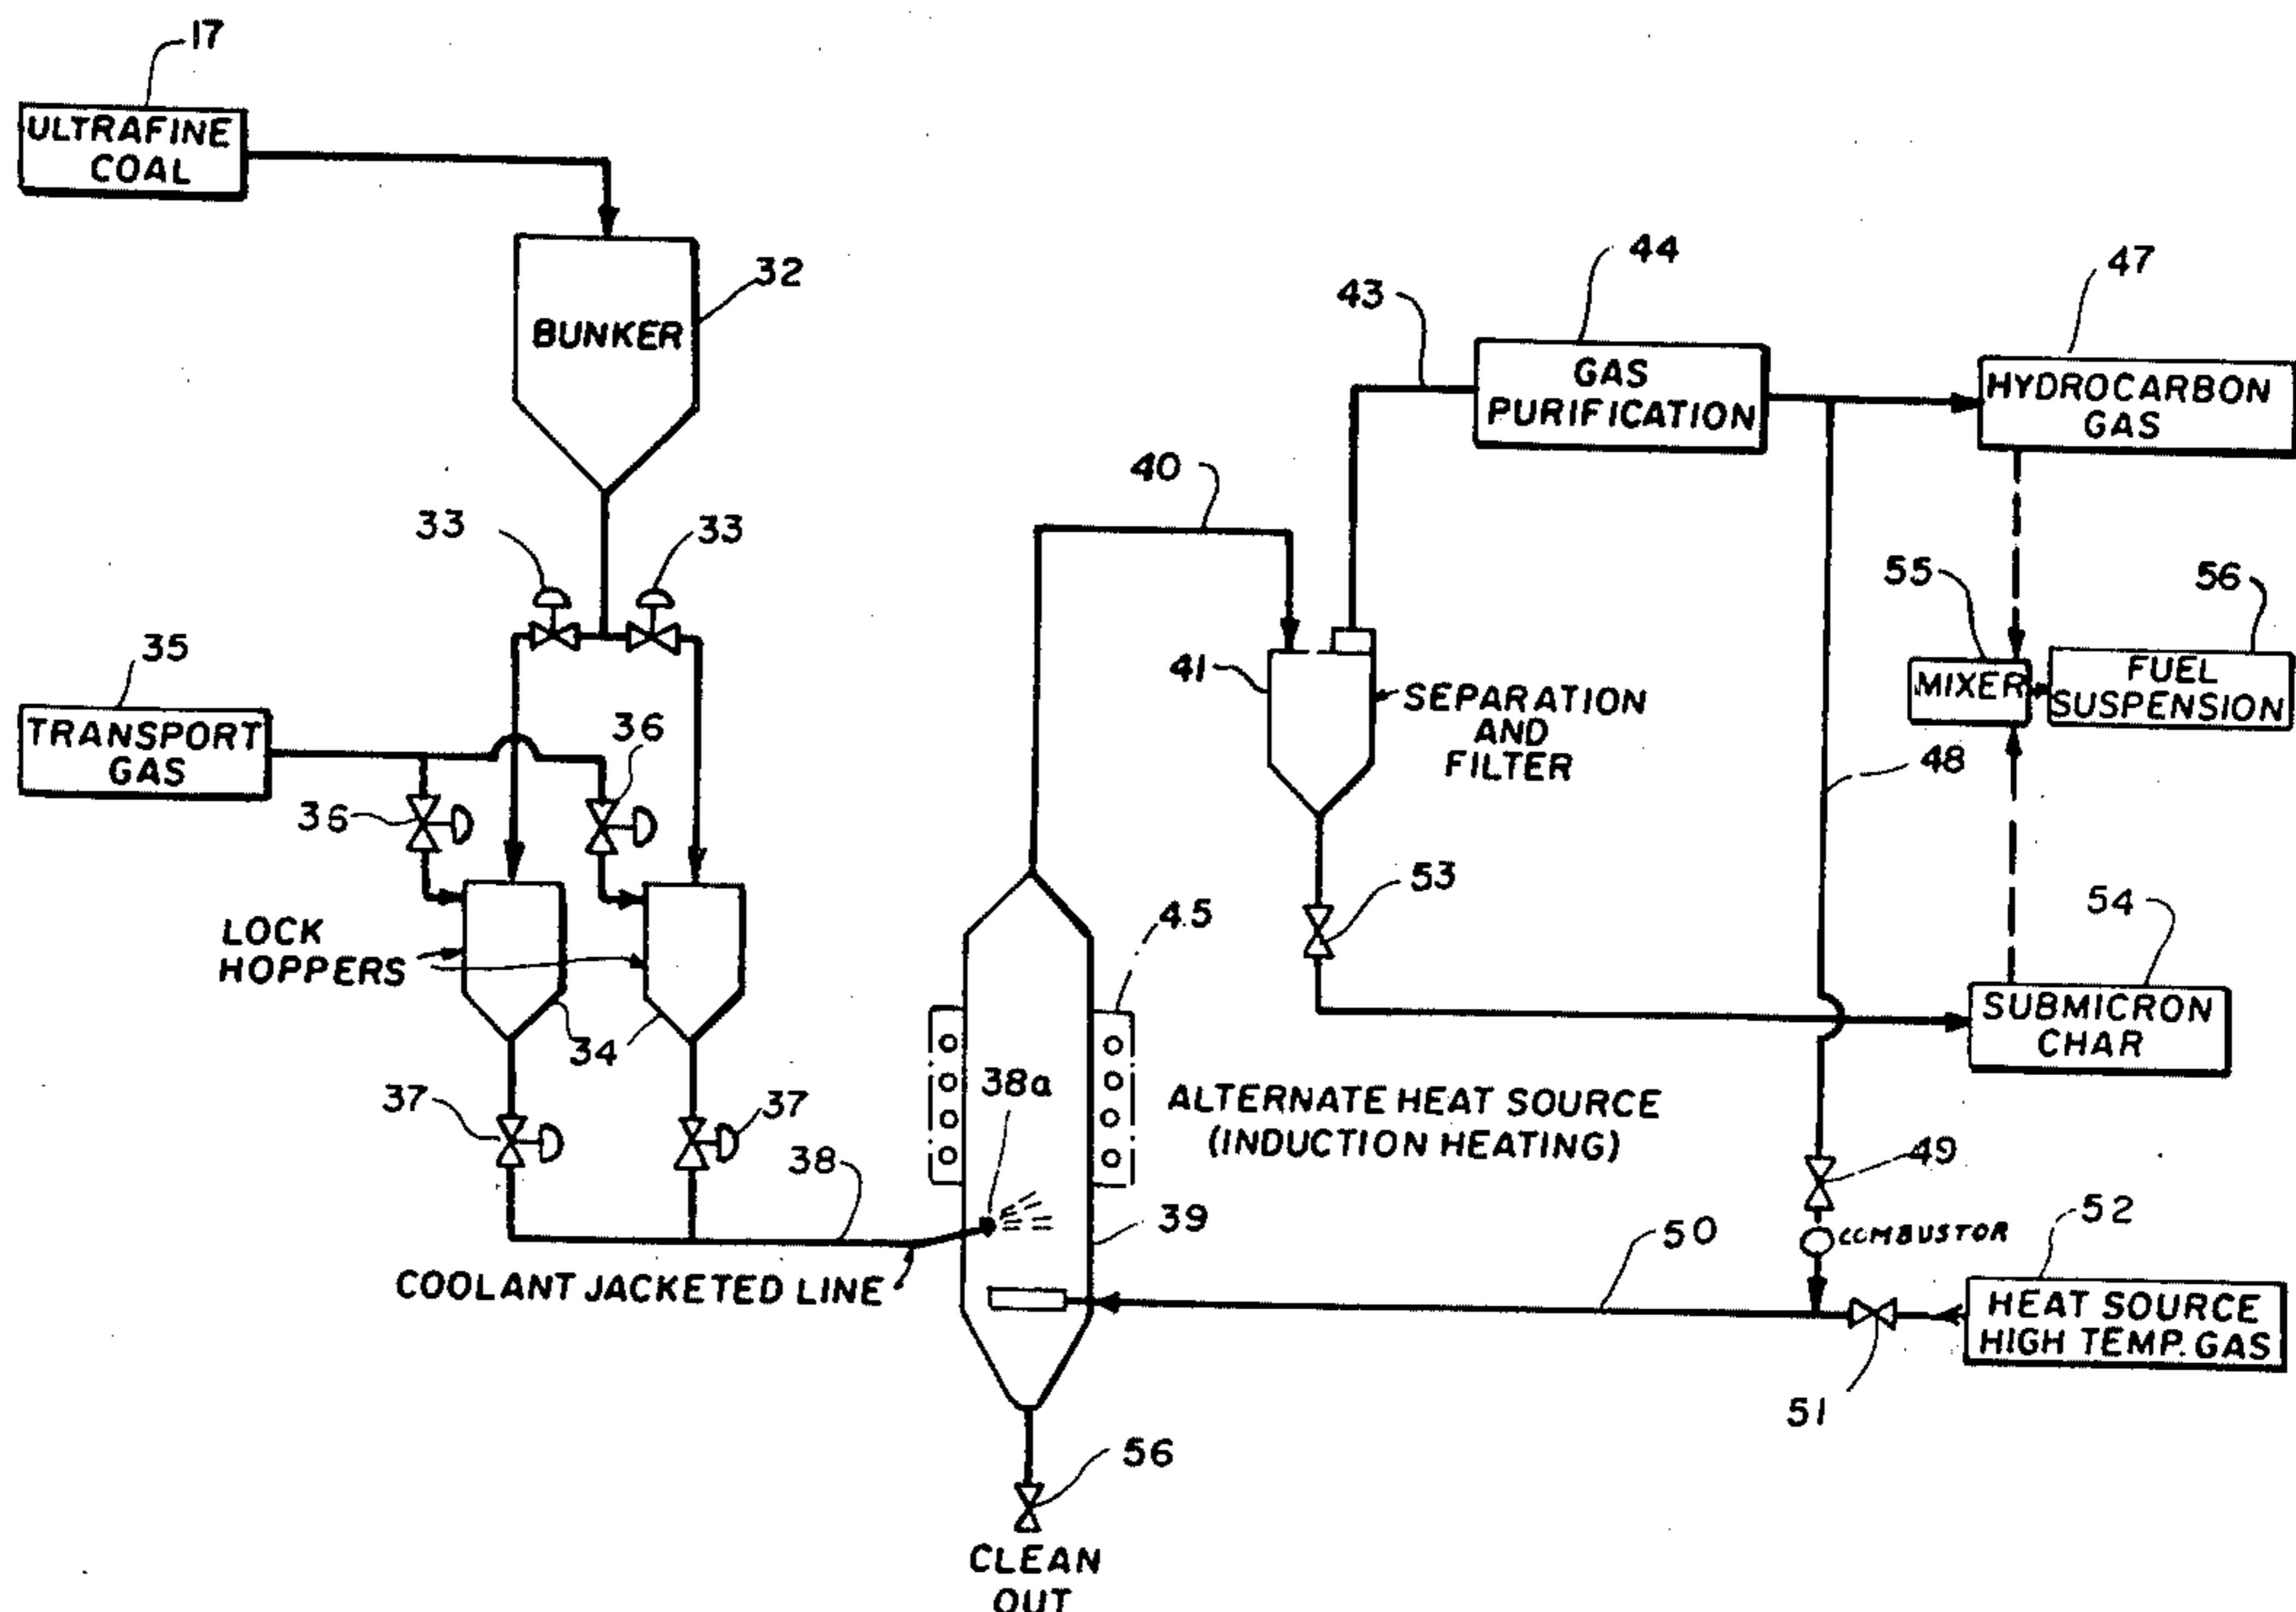 17
ULTRAFINE
COAL
32
BUNKER
33
33
35
TRANSPORT
GAS
36
36
LOCK
HOPPERS
34
37
37
38
COOLANT JACKETED LINE
38a
39
40
41
SEPARATION
AND
FILTER
43
44
GAS
PURIFICATION
45
ALTERNATE HEAT SOURCE
(INDUCTION HEATING)
47
HYDROCARBON
GAS
55
MIXER
56
FUEL
SUSPENSION
48
53
54
SUBMICRON
CHAR
49
COMBUSTOR
50
51
52
HEAT SOURCE
HIGH TEMP. GAS
56
CLEAN
OUT